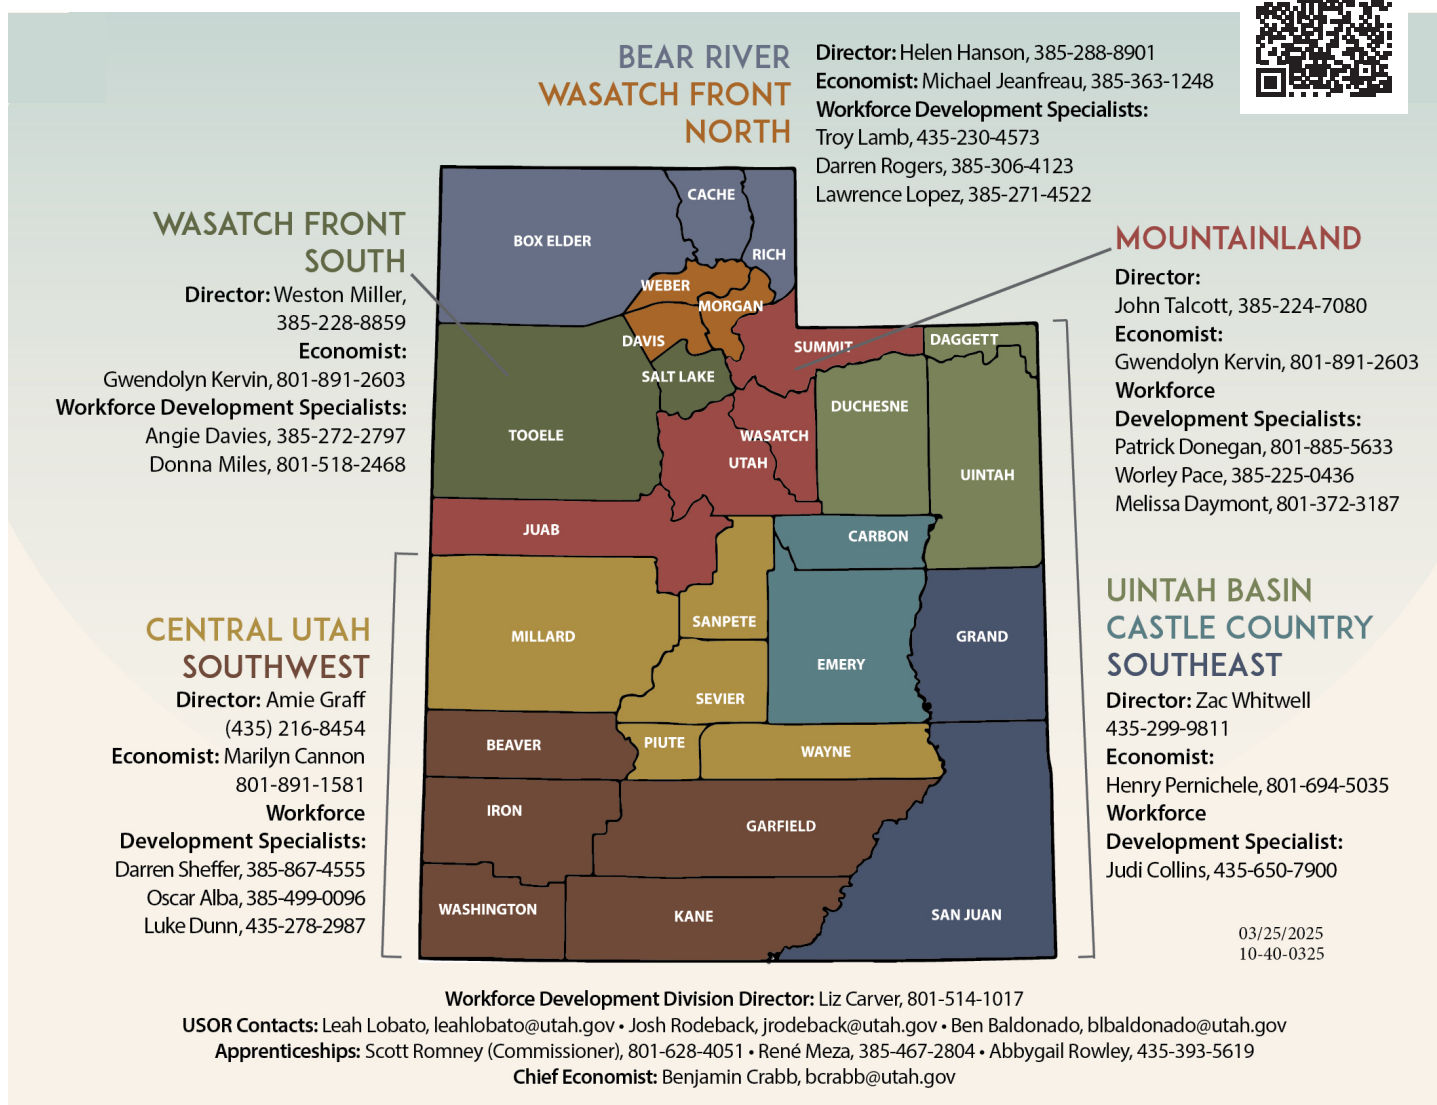 BEAR RIVER
WASATCH FRONT
NORTH
Director: Helen Hanson, 385-288-8901
Economist: Michael Jeanfreau, 385-363-1248
Workforce Development Specialists:
Troy Lamb, 435-230-4573
Darren Rogers, 385-306-4123
Lawrence Lopez, 385-271-4522
WASATCH FRONT
SOUTH
Director: Weston Miller,
385-228-8859
Economist:
Gwendolyn Kervin, 801-891-2603
Workforce Development Specialists:
Angie Davies, 385-272-2797
Donna Miles, 801-518-2468
MOUNTAINLAND
Director:
John Talcott, 385-224-7080
Economist:
Gwendolyn Kervin, 801-891-2603
Workforce
Development Specialists:
Patrick Donegan, 801-885-5633
Worley Pace, 385-225-0436
Melissa Daymont, 801-372-3187
CACHE
BOX ELDER
RICH
WEBER
MORGAN
DAVIS
SUMMIT
DAGGETT
SALT LAKE
DUCHESNE
TOOELE
WASATCH
UTAH
UINTAH
JUAB
CARBON
MILLARD
SANPETE
GRAND
EMERY
SEVIER
BEAVER
PIUTE
WAYNE
IRON
GARFIELD
WASHINGTON
KANE
SAN JUAN
CENTRAL UTAH
SOUTHWEST
Director: Amie Graff
(435) 216-8454
Economist: Marilyn Cannon
801-891-1581
Workforce
Development Specialists:
Darren Sheffer, 385-867-4555
Oscar Alba, 385-499-0096
Luke Dunn, 435-278-2987
UINTAH BASIN
CASTLE COUNTRY
SOUTHEAST
Director: Zac Whitwell
435-299-9811
Economist:
Henry Pernichele, 801-694-5035
Workforce
Development Specialist:
Judi Collins, 435-650-7900
03/25/2025
10-40-0325
Workforce Development Division Director: Liz Carver, 801-514-1017
USOR Contacts: Leah Lobato, leahlobato@utah.gov • Josh Rodeback, jrodeback@utah.gov • Ben Baldonado, blbaldonado@utah.gov
Apprenticeships: Scott Romney (Commissioner), 801-628-4051 • René Meza, 385-467-2804 • Abbygail Rowley, 435-393-5619
Chief Economist: Benjamin Crabb, bcrabb@utah.gov